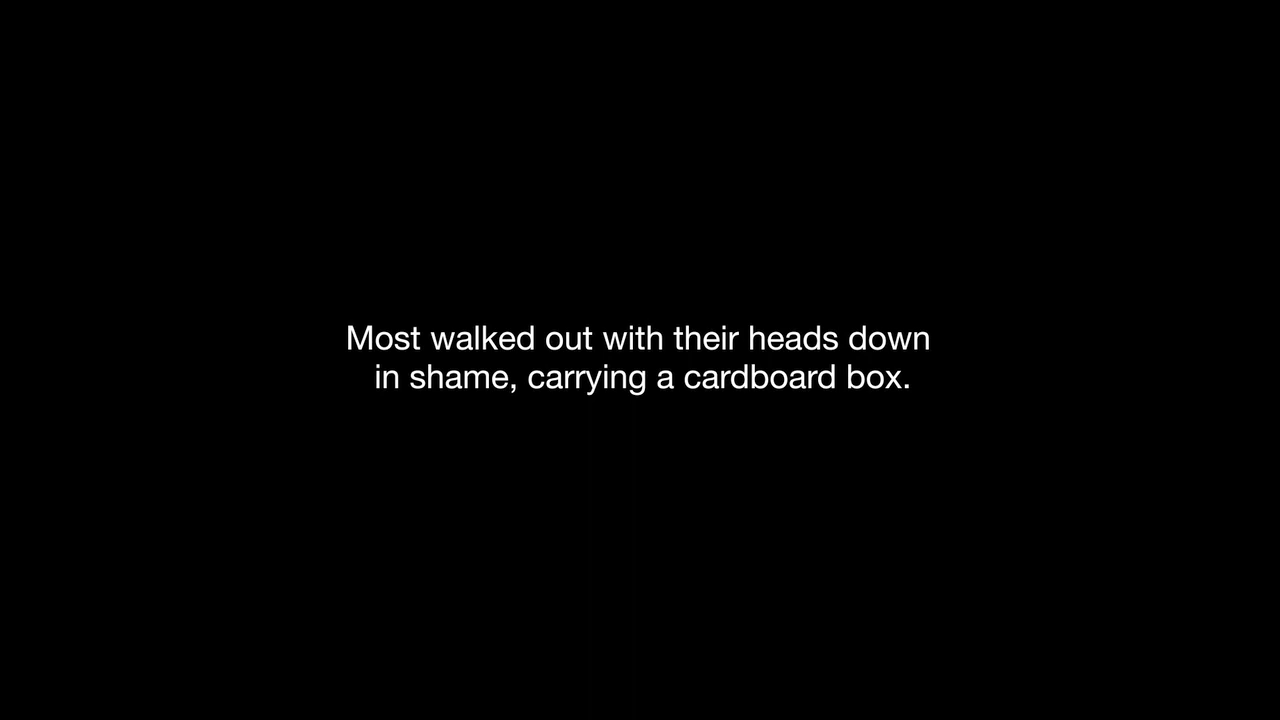 Most walked out with their heads down
in shame, carrying a cardboard box.